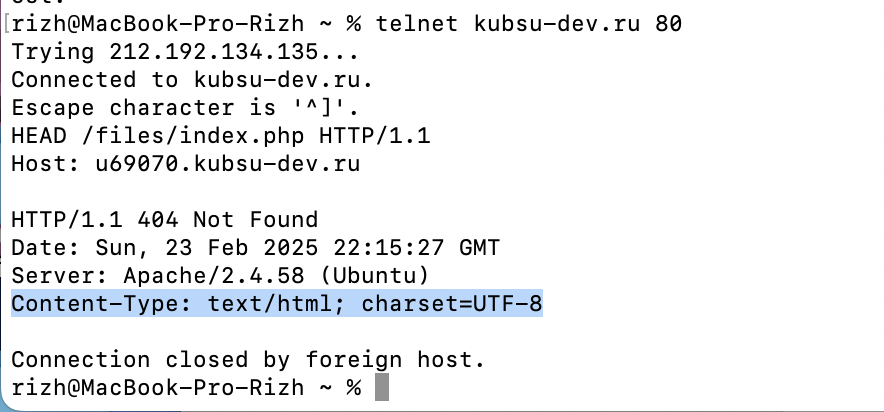 [rizh@MacBook-Pro-Rizh ~ % telnet kubsu-dev.ru 80
Trying 212.192.134.135...
Connected to kubsu-dev.ru.
Escape character is '^]'.
HEAD /files/index.php HTTP/1.1
Host: u69070.kubsu-dev.ru

HTTP/1.1 404 Not Found
Date: Sun, 23 Feb 2025 22:15:27 GMT
Server: Apache/2.4.58 (Ubuntu)
Content-Type: text/html; charset=UTF-8

Connection closed by foreign host.
rizh@MacBook-Pro-Rizh ~ %